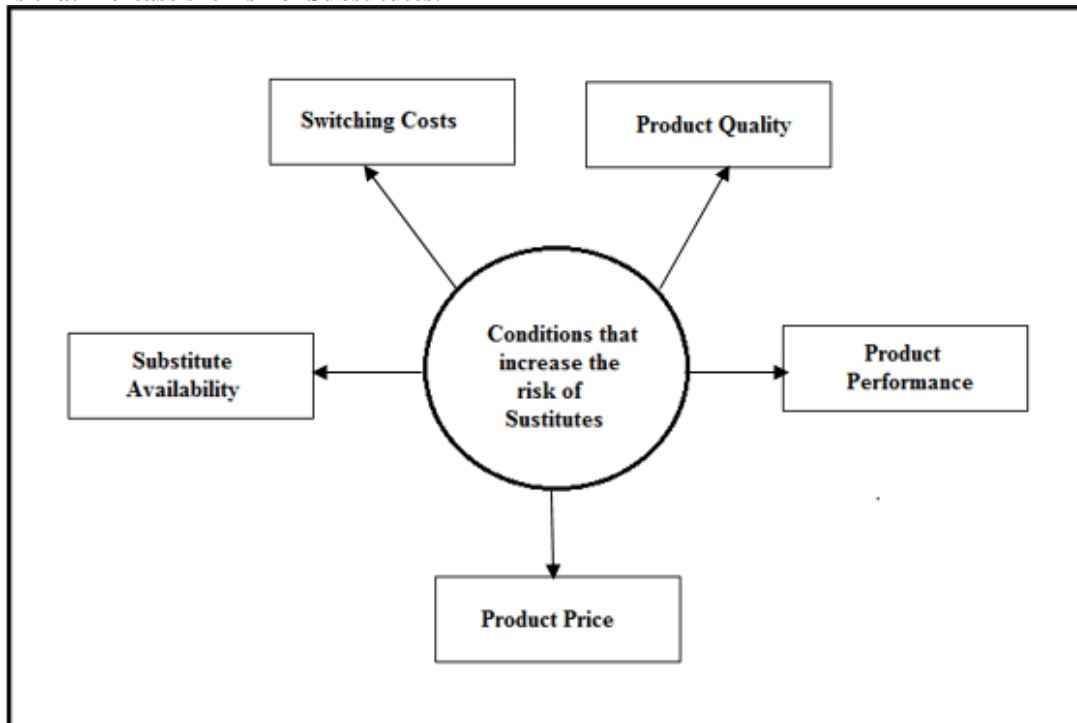 Switching Costs
Product Quality
Conditions that
increase the
risk of
Sustitutes
Substitute
Availability
Product
Performance
Product Price